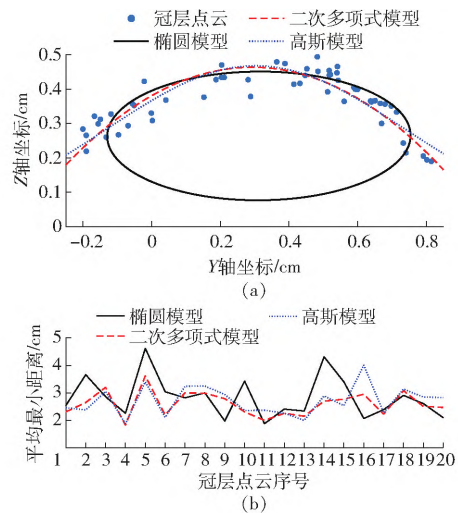 冠层点云 二次多项式模型
椭圆模型 高斯模型
0.5
0.4
0.3
0.2
0.1
0
Z轴坐标/cm
-0.2 0 0.2 0.4 0.6 0.8
Y轴坐标/cm
(a)
椭圆模型 高斯模型
二次多项式模型
5
4
3
2
1
平均最小距离/cm
1 2 3 4 5 6 7 8 9 10 11 12 13 14 15 16 17 18 19 20
冠层点云序号
(b)